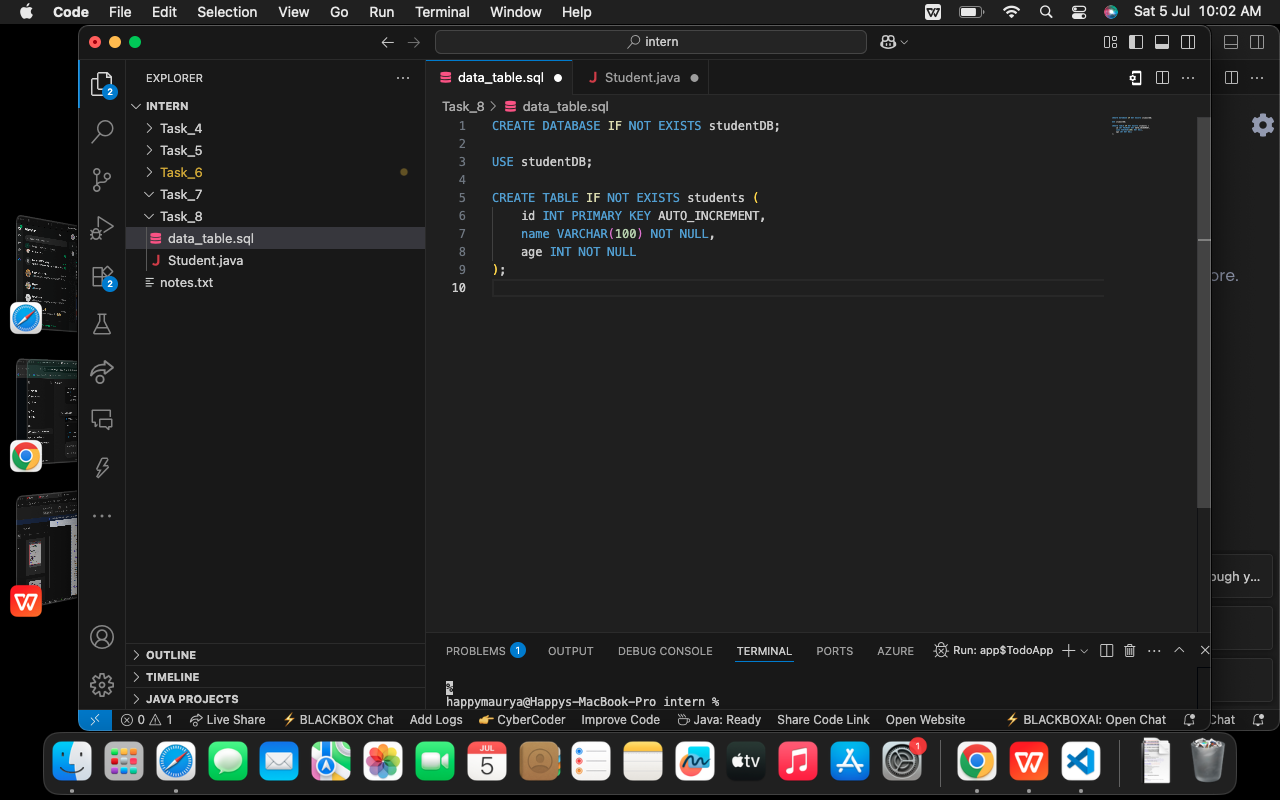 Code File Edit Selection View Go Run Terminal Window Help Sat 5 Jul 10:02 AM
intern
EXPLORER
data_table.sql
Student.java
INTERN
Task_8 > data_table.sql
Task_4
Task_5
Task_6
Task_7
Task_8
data_table.sql
Student.java
notes.txt
2
2
1 CREATE DATABASE IF NOT EXISTS studentDB;
2
3 USE studentDB;
4
5 CREATE TABLE IF NOT EXISTS students (
6 id INT PRIMARY KEY AUTO_INCREMENT,
7 name VARCHAR(100) NOT NULL,
8 age INT NOT NULL
9 );
10
ore.
ough y...
OUTLINE
TIMELINE
JAVA PROJECTS
PROBLEMS 1 OUTPUT DEBUG CONSOLE TERMINAL PORTS AZURE Run: app$TodoApp
%
happymaurya@Happys-MacBook-Pro intern %
0 1 Live Share BLACKBOX Chat Add Logs CyberCoder Improve Code Java: Ready Share Code Link Open Website BLACKBOXAI: Open Chat Chat
JUL
5
tv
1